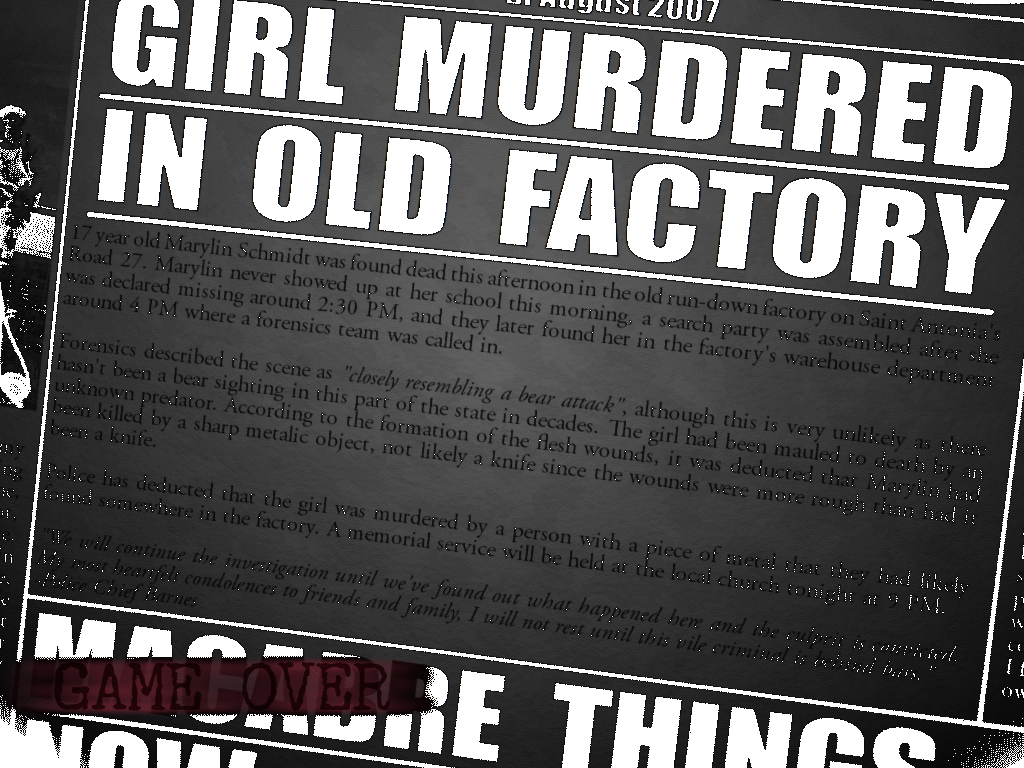 August 2007
GIRL MURDERED
IN OLD FACTORY
17 year old Marylin Schmidt was found dead this afternoon in the old run-down factory on Saint Antonia's
Road 27. Marylin never showed up at her school this morning, a search party was assembled after she
was declared missing around 2:30 PM, and they later found her in the factory's warehouse department
around 4 PM where a forensics team was called in.
Forensics described the scene as "closely resembling a bear attack", although this is very unlikely as there
hasn't been a bear sighting in this part of the state in decades. The girl had been mauled to death by an
unknown predator. According to the formation of the flesh wounds, it was deducted that Marylin had
been killed by a sharp metalic object, not likely a knife since the wounds were more rough than had it
been a knife.
Police has deducted that the girl was murdered by a person with a piece of metal that they had likely
found somewhere in the factory. A memorial service will be held at the local church tonight at 9 PM.
"We will continue the investigation until we've found out what happened here and the culprit is convicted.
My most heartfelt condolences to friends and family, I will not rest until this vile criminal is behind bars.
Police Chief Barnes
MACABRE THINGS
GAME OVER
NOW